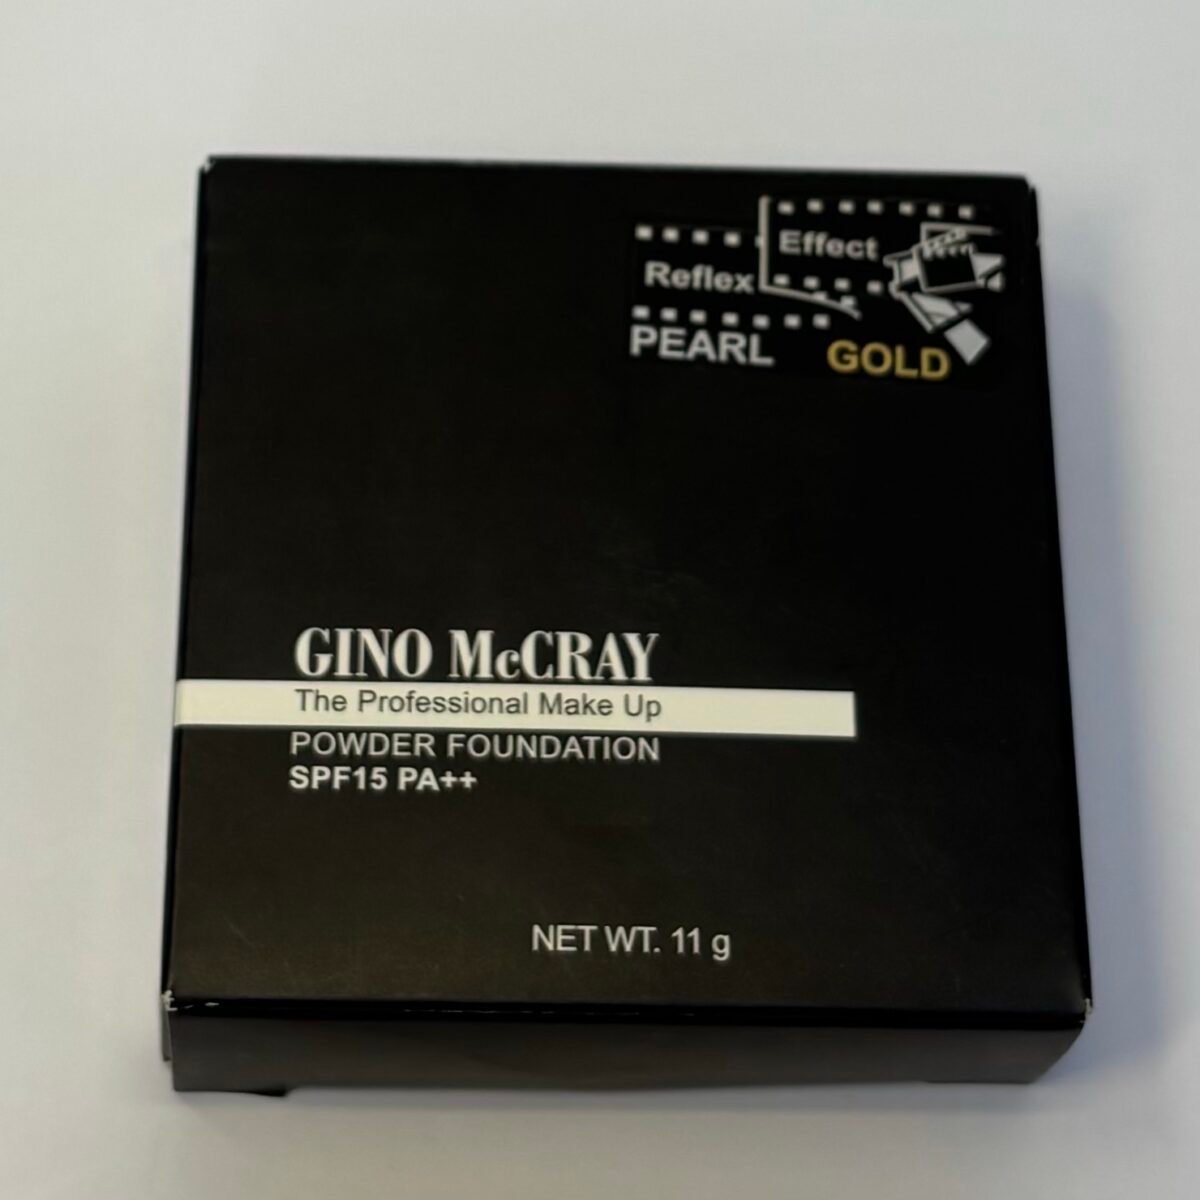 Effect
Reflex
PEARL GOLD
GINO McCRAY
The Professional Make Up
POWDER FOUNDATION
SPF15 PA++
NET WT. 11 g